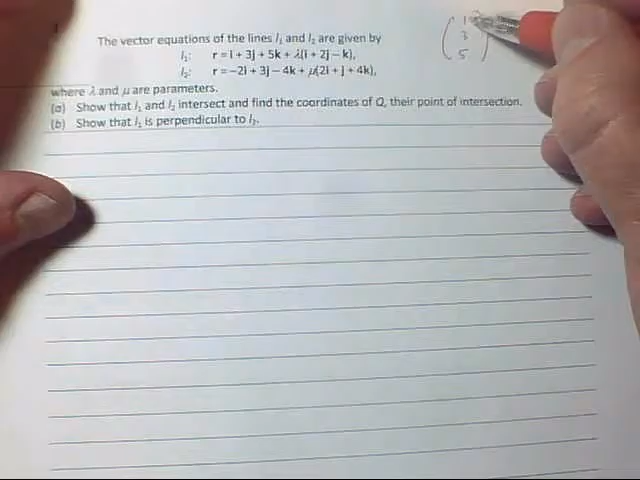 The vector equations of the lines l₁ and l₂ are given by
l₁: r = i + 3j + 5k + λ(i + 2j – k),
l₂: r = –2i + 3j – 4k + μ(2i + j + 4k),
where λ and μ are parameters.
(a) Show that l₁ and l₂ intersect and find the coordinates of Q, their point of intersection.
(b) Show that l₁ is perpendicular to l₂.
1
3
5